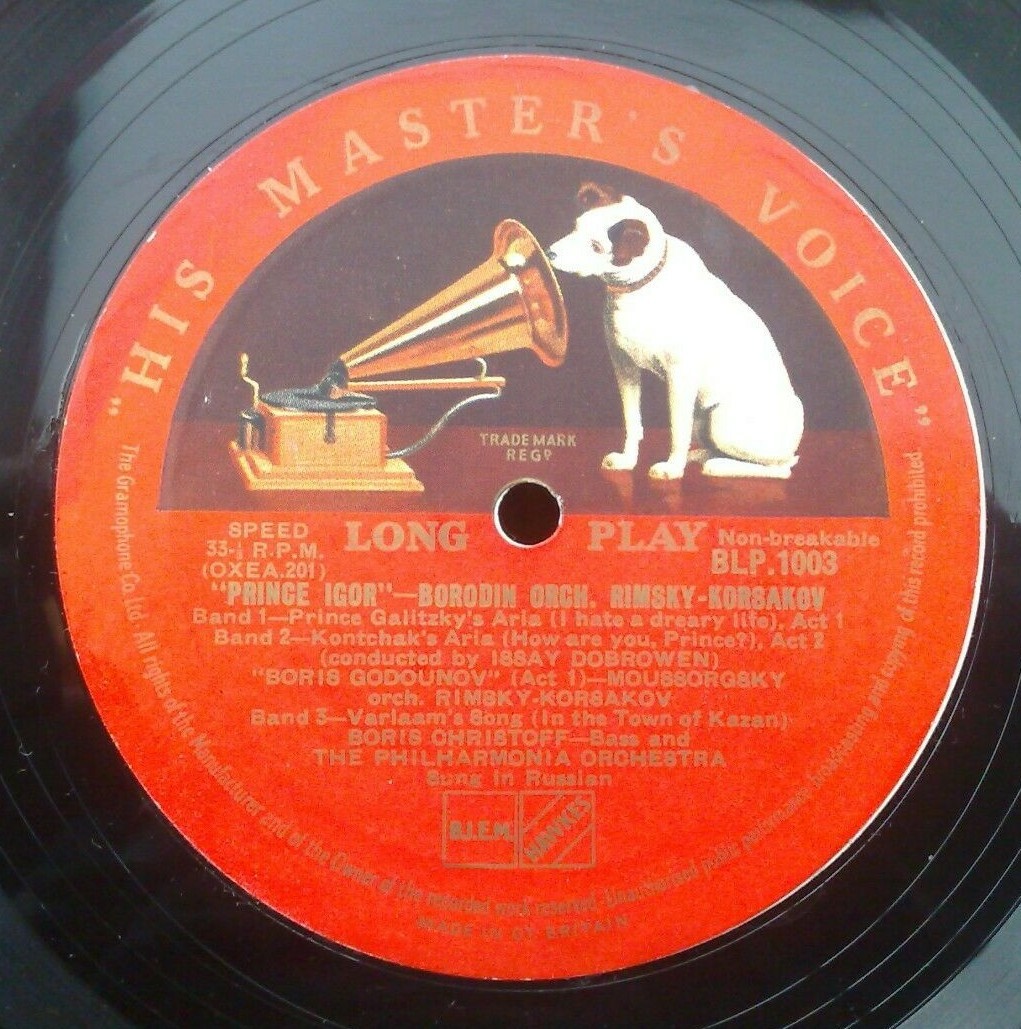 "HIS MASTER'S VOICE"
TRADE MARK
REGD
SPEED
33-⅓ R.P.M.
(OXEA.201)
LONG PLAY
Non-breakable
BLP.1003
"PRINCE IGOR"—BORODIN ORCH. RIMSKY-KORSAKOV
Band 1—Prince Galitzky's Aria (I hate a dreary life), Act 1
Band 2—Kontchak's Aria (How are you, Prince?), Act 2
(conducted by ISSAY DOBROWEN)
"BORIS GODOUNOV" (Act 1)—MOUSSORGSKY
orch. RIMSKY-KORSAKOV
Band 3—Varlaam's Song (In the Town of Kazan)
BORIS CHRISTOFF—Bass and
THE PHILHARMONIA ORCHESTRA
Sung in Russian
B.I.E.M.
HAWKES
The Gramophone Co. Ltd. All rights of the Manufacturer and of the Owner of the recorded work reserved. Unauthorised public performance broadcasting and copying of this record prohibited.
MADE IN GT. BRITAIN